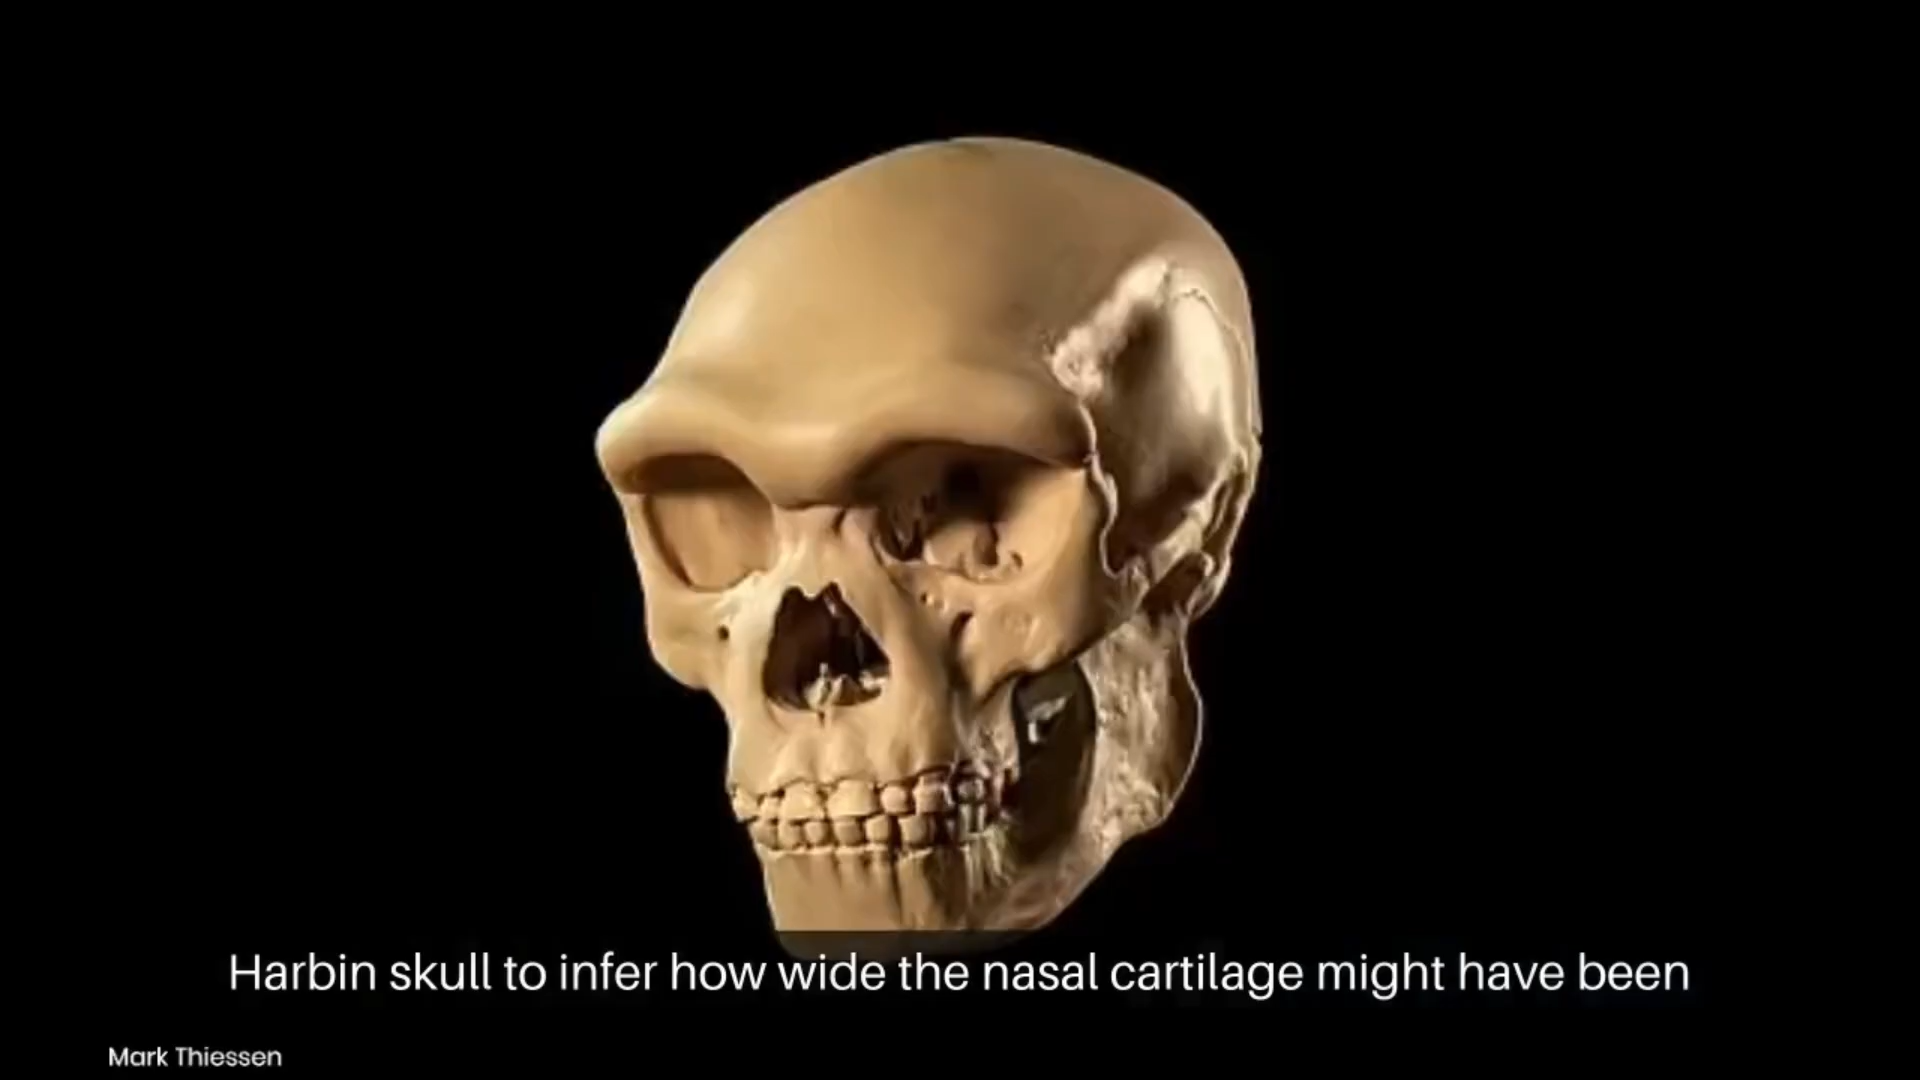 Harbin skull to infer how wide the nasal cartilage might have been
Mark Thiessen